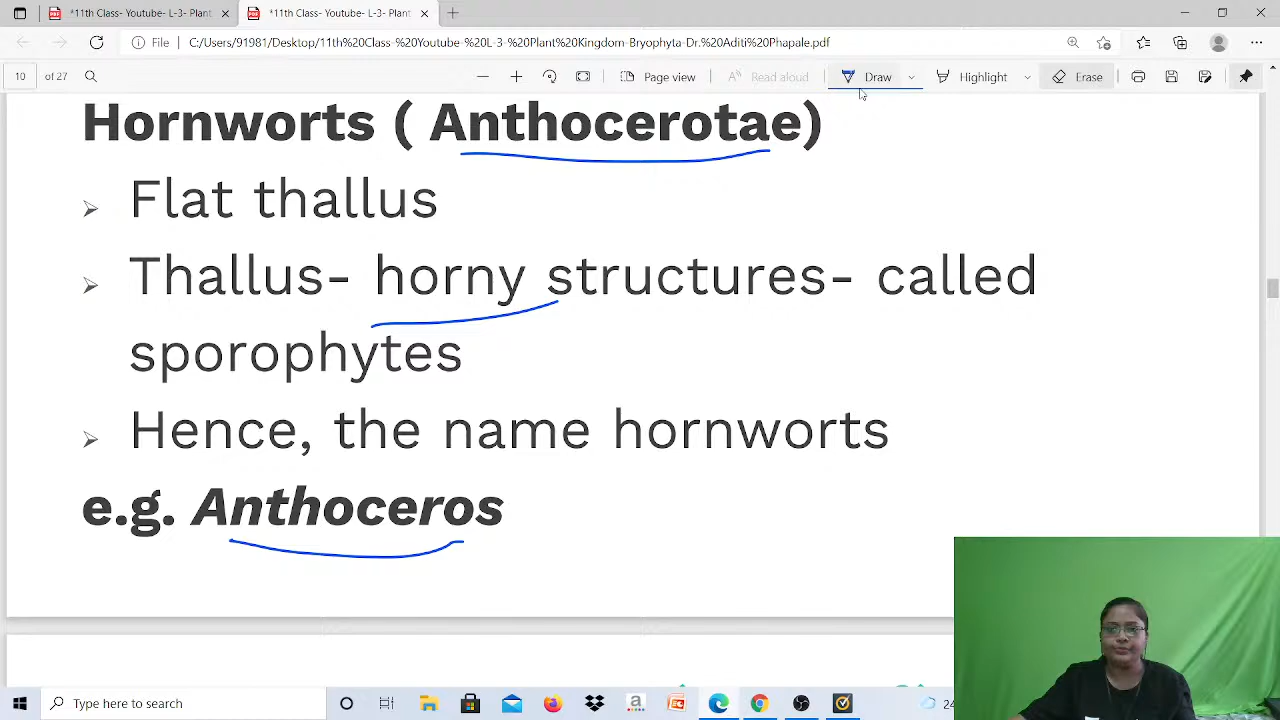 *11th Class- Youtube- L-3- Plant
*11th Class- Youtube- L-3- Plant
File C:/Users/91981/Desktop/11th%20Class-%20Youtube-%20L-3-%20Plant%20Kingdom-Bryophyta-Dr.%20Aditi%20Phapale.pdf
10 of 27 Page view Read aloud Draw Highlight Erase
Hornworts ( Anthocerotae)
Flat thallus
Thallus- horny structures- called
sporophytes
Hence, the name hornworts
e.g. Anthoceros
Type here to search